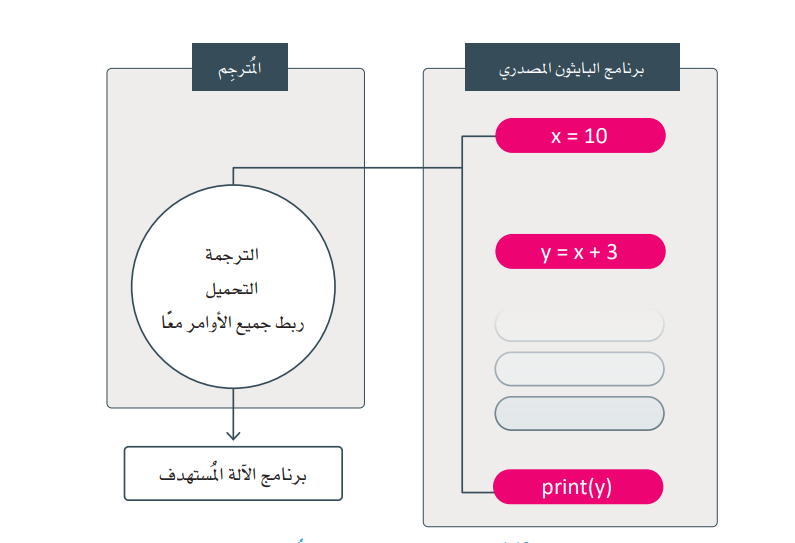 برنامج البايثون المصدري
x = 10
y = x + 3
print(y)
المُترجِم
الترجمة
التحميل
ربط جميع الأوامر معًا
برنامج الآلة المُستهدف